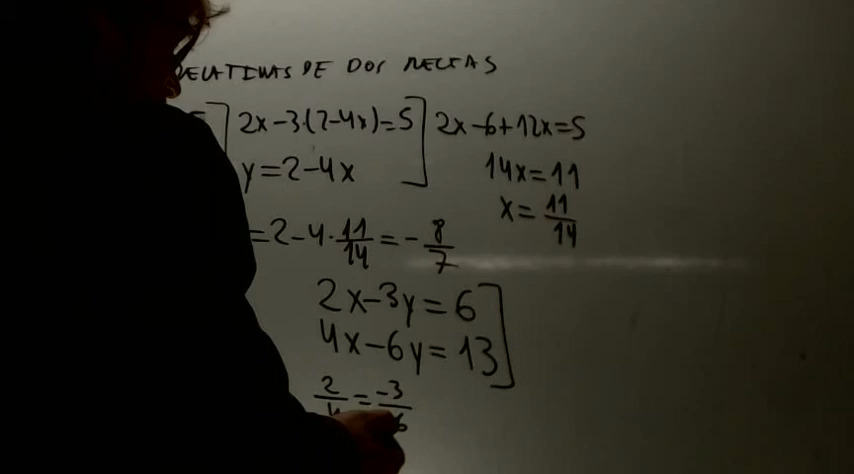 RELATIVAS DE DOS RECTAS
] 2x-3(2-4x)=5 ] 2x-6+12x=5
y=2-4x 14x=11
x=11/14
=2-4·11/14=-8/7
2x-3y=6 ]
4x-6y=13
2/4=-3/-6